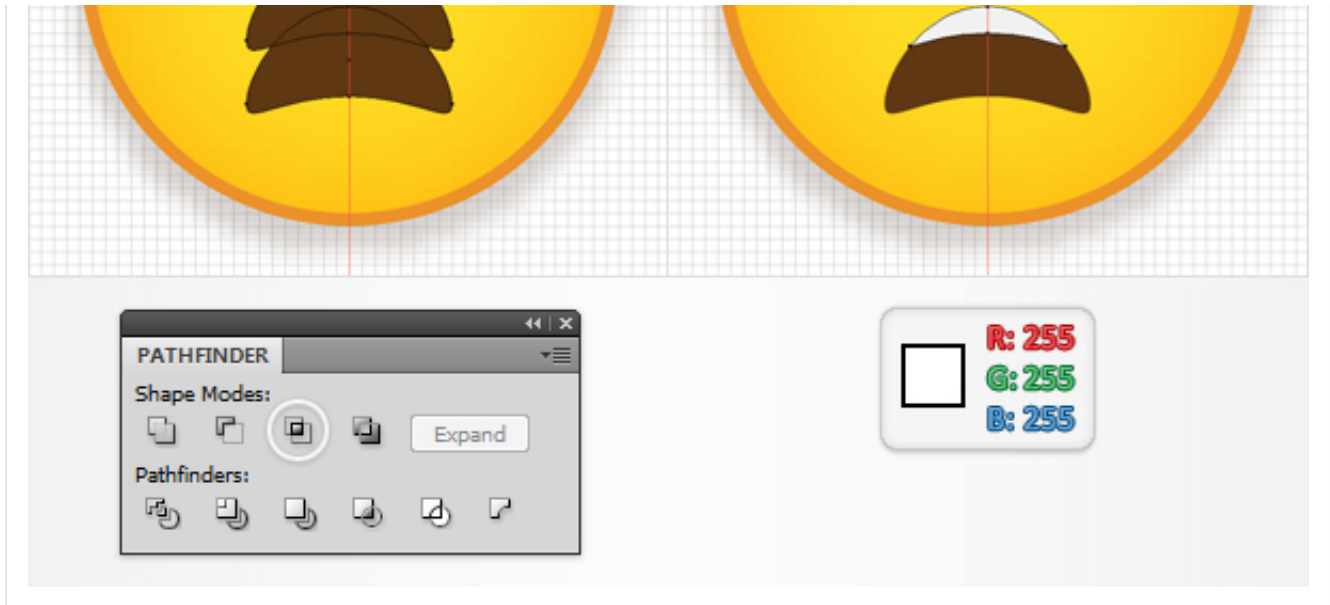 PATHFINDER
Shape Modes:
Expand
Pathfinders:
R: 255
G: 255
B: 255